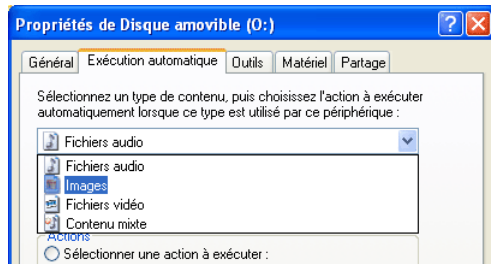 Propriétés de Disque amovible (O:)
Général Exécution automatique Outils Matériel Partage
Sélectionnez un type de contenu, puis choisissez l'action à exécuter
automatiquement lorsque ce type est utilisé par ce périphérique :
Fichiers audio
Fichiers audio
Images
Fichiers vidéo
Contenu mixte
Actions
Sélectionner une action à exécuter :